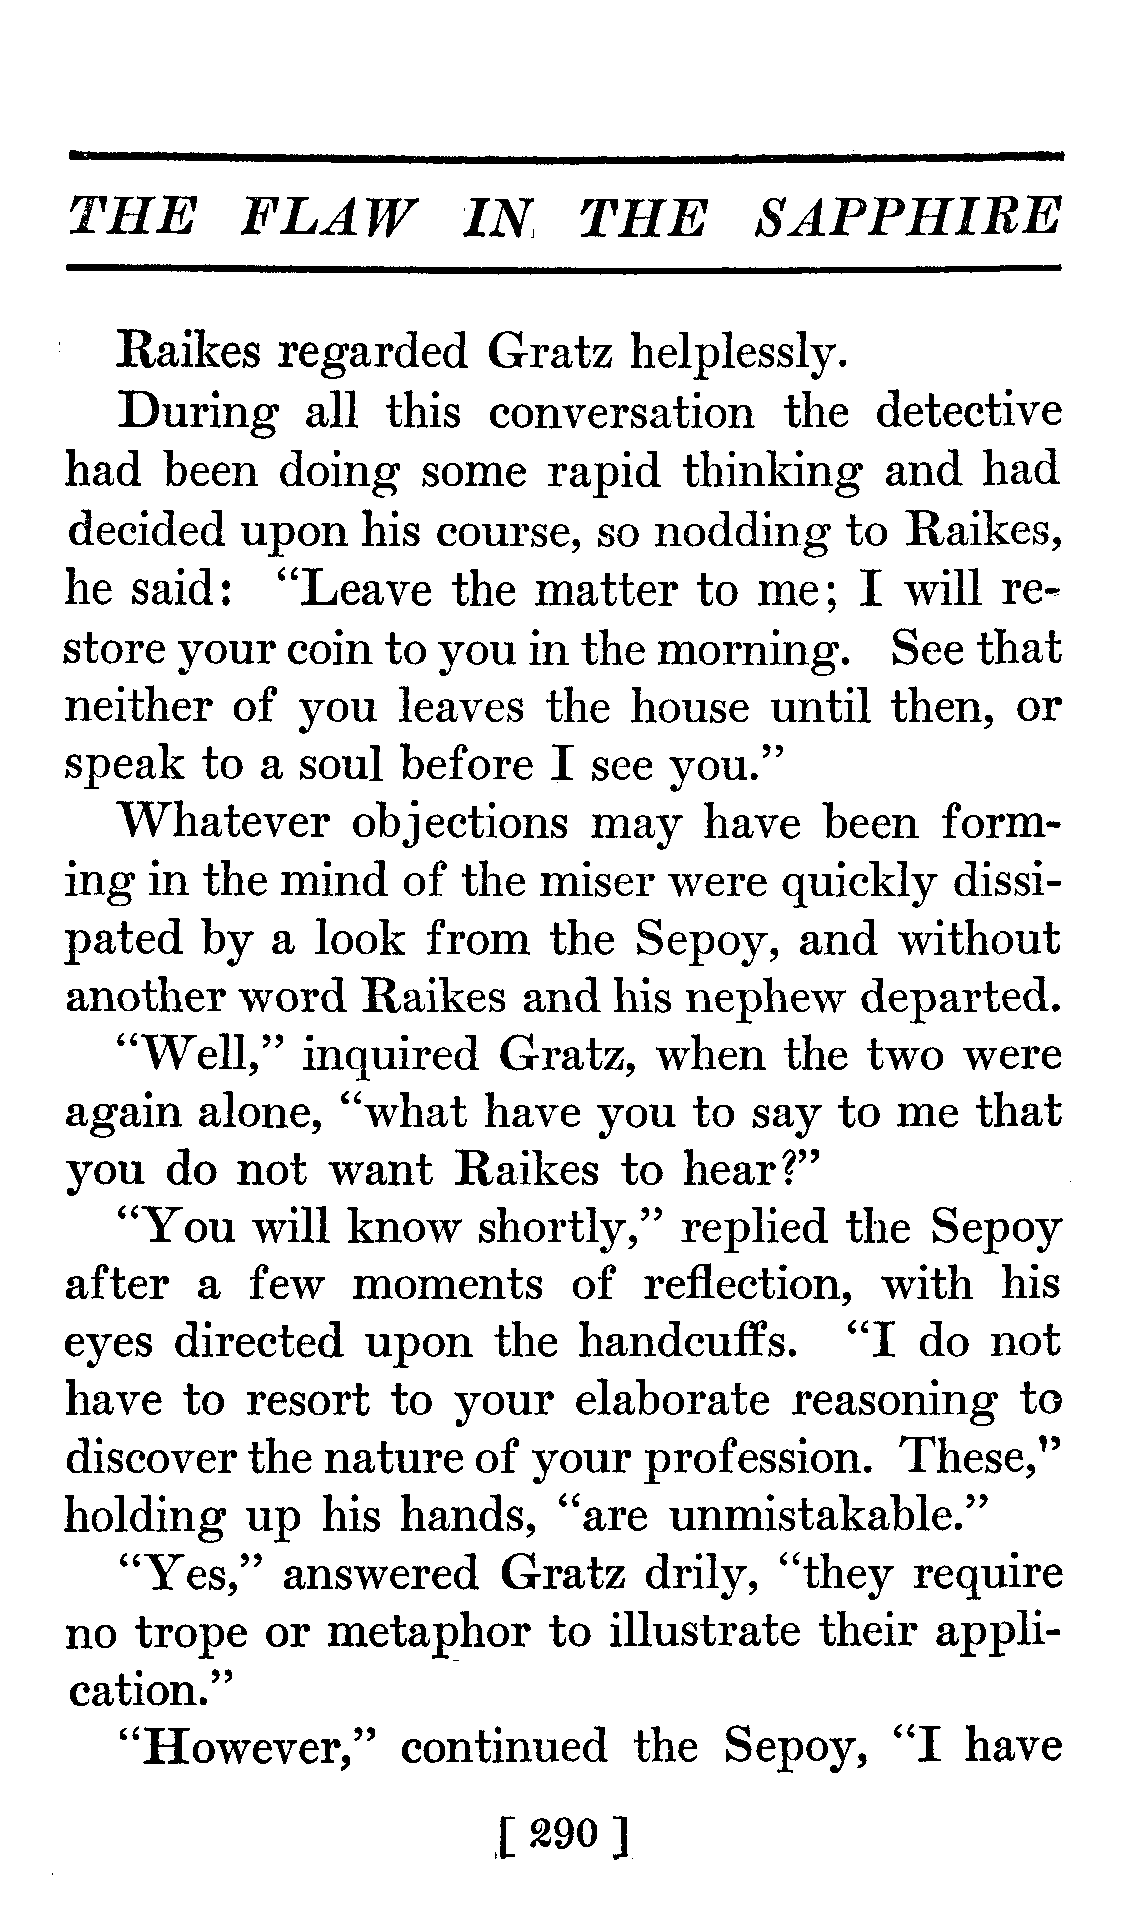 THE FLAW IN THE SAPPHIRE
Raikes regarded Gratz helplessly.
During all this conversation the detective
had been doing some rapid thinking and had
decided upon his course, so nodding to Raikes,
he said: “Leave the matter to me; I will re-
store your coin to you in the morning. See that
neither of you leaves the house until then, or
speak to a soul before I see you.”
Whatever objections may have been form-
ing in the mind of the miser were quickly dissi-
pated by a look from the Sepoy, and without
another word Raikes and his nephew departed.
“Well,” inquired Gratz, when the two were
again alone, “what have you to say to me that
you do not want Raikes to hear?”
“You will know shortly,” replied the Sepoy
after a few moments of reflection, with his
eyes directed upon the handcuffs. “I do not
have to resort to your elaborate reasoning to
discover the nature of your profession. These,”
holding up his hands, “are unmistakable.”
“Yes,” answered Gratz drily, “they require
no trope or metaphor to illustrate their appli-
cation.”
“However,” continued the Sepoy, “I have
[ 290 ]